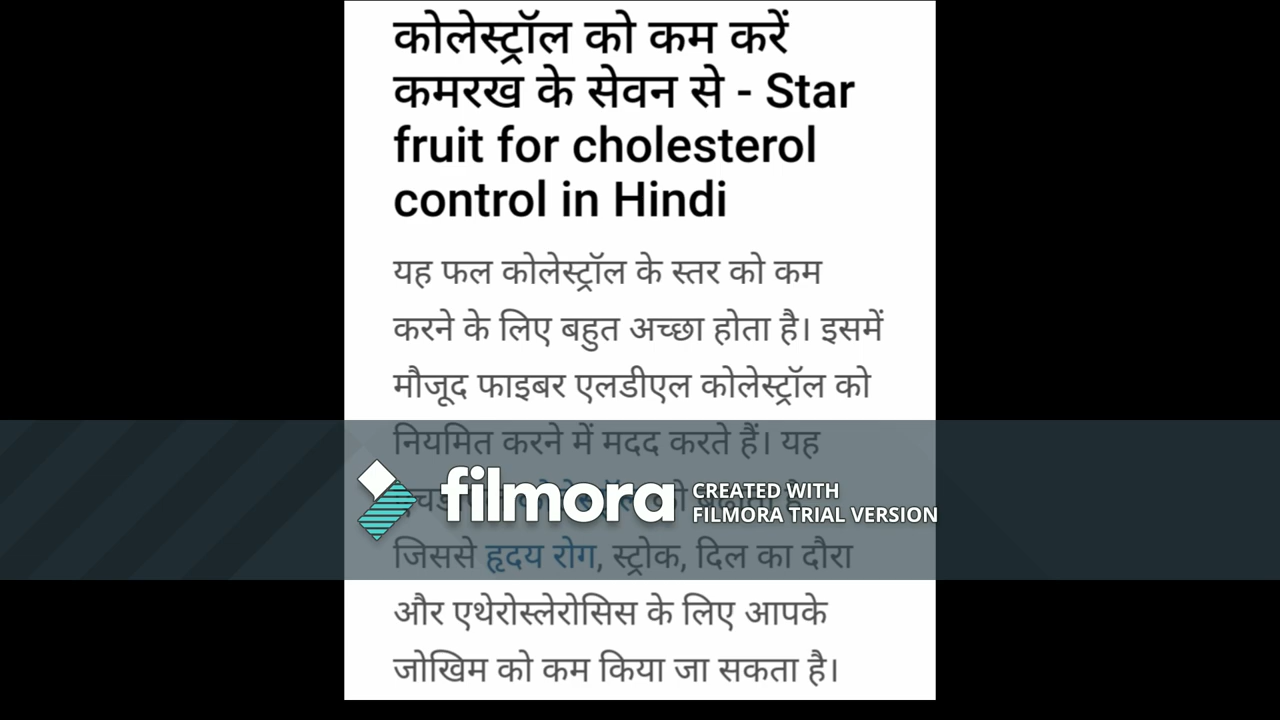 कोलेस्ट्रॉल को कम करें
कमरख के सेवन से - Star
fruit for cholesterol
control in Hindi
यह फल कोलेस्ट्रॉल के स्तर को कम
करने के लिए बहुत अच्छा होता है। इसमें
मौजूद फाइबर एलडीएल कोलेस्ट्रॉल को
नियमित करने में मदद करते हैं। यह
filmora
CREATED WITH
FILMORA TRIAL VERSION
जिससे हृदय रोग, स्ट्रोक, दिल का दौरा
और एथेरोस्लेरोसिस के लिए आपके
जोखिम को कम किया जा सकता है।